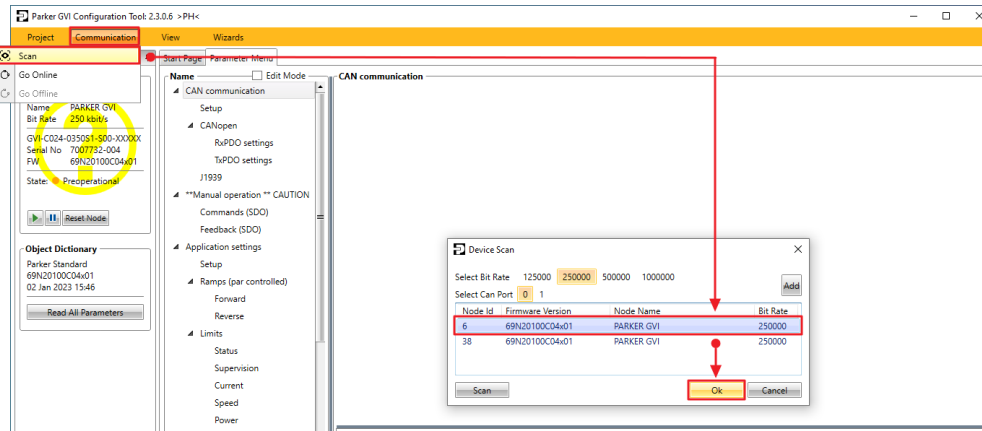 Parker GVI Configuration Tool: 2.3.0.6 >PH<
Project Communication View Wizards
Scan
Go Online
Go Offline
Name PARKER GVI
Bit Rate 250 kbit/s
GVI-C024-0350S1-S00-XXXXX
Serial No 7007732-004
FW 69N20100C04x01
State: Preoperational
Reset Node
Object Dictionary
Parker Standard
69N20100C04x01
02 Jan 2023 15:46
Read All Parameters
Start Page Parameter Menu
Name Edit Mode
CAN communication
Setup
CANopen
RxPDO settings
TxPDO settings
J1939
**Manual operation ** CAUTION
Commands (SDO)
Feedback (SDO)
Application settings
Setup
Ramps (par controlled)
Forward
Reverse
Limits
Status
Supervision
Current
Speed
Power
CAN communication
Device Scan
Select Bit Rate 125000 250000 500000 1000000
Select Can Port 0 1
Add
Node Id Firmware Version Node Name Bit Rate
6 69N20100C04x01 PARKER GVI 250000
38 69N20100C04x01 PARKER GVI 250000
Scan Ok Cancel